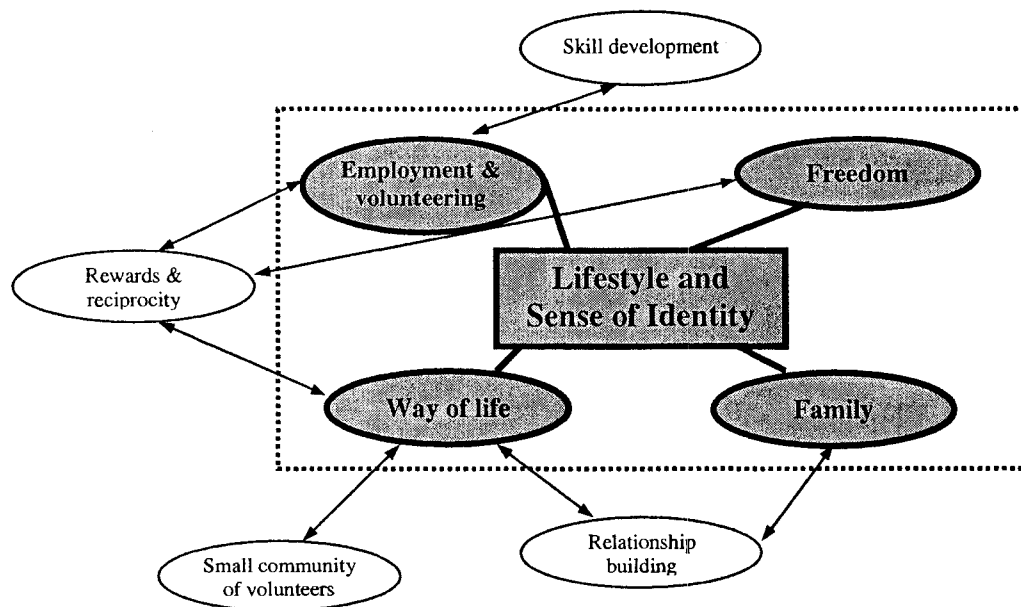 Skill development
Employment &
volunteering
Freedom
Rewards &
reciprocity
Lifestyle and
Sense of Identity
Way of life
Family
Small community
of volunteers
Relationship
building